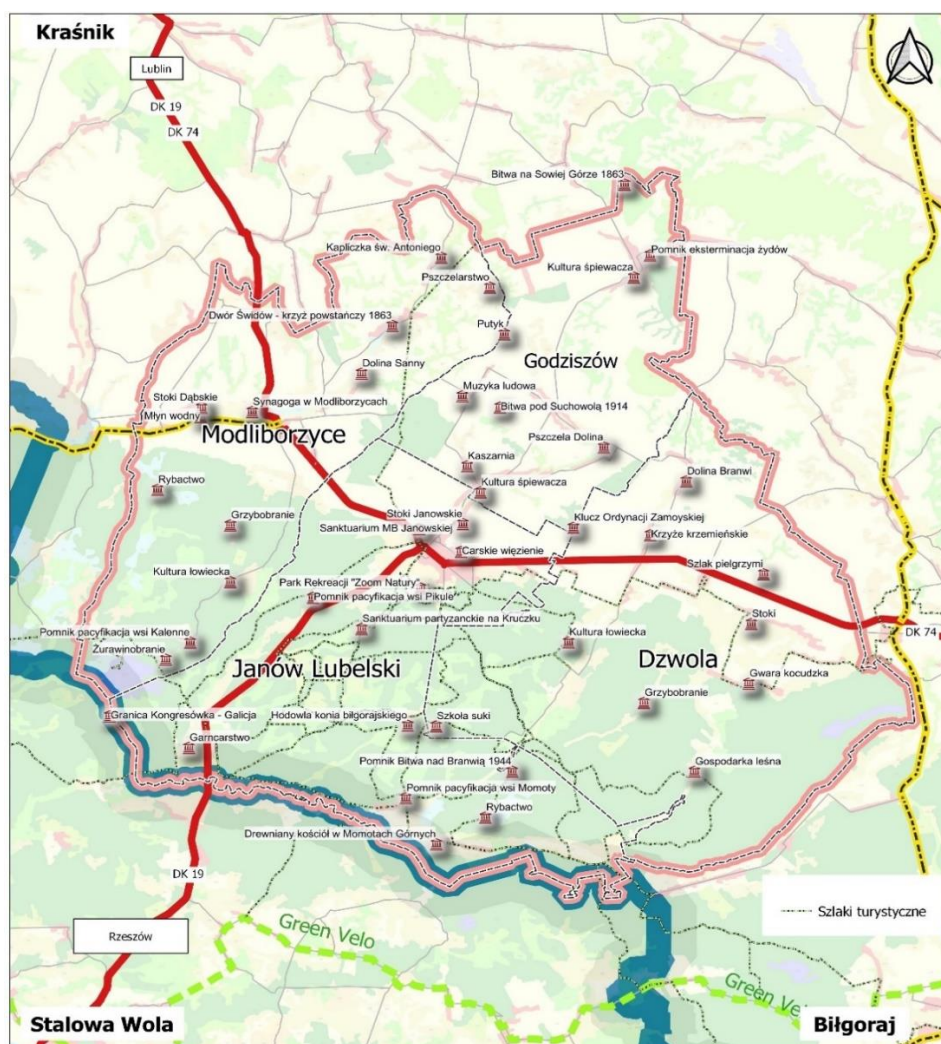 Kraśnik
Lublin
DK 19
DK 74
Bitwa na Sowiej Górze 1863
Kapliczka św. Antoniego
Pomnik eksterminacja żydów
Pszczelarstwo
Kultura śpiewacza
Dwór Świdów - krzyż powstańczy 1863
Putyk
Godziszów
Dolina Sanny
Muzyka ludowa
Stoki Dąbskie
Synagoga w Modliborzycach
Bitwa pod Suchowolą 1914
Młyn wodny
Modliborzyce
Pszczela Dolina
Kaszarnia
Dolina Branwi
Rybactwo
Kultura śpiewacza
Grzybobranie
Stoki Janowskie
Klucz Ordynacji Zamoyskiej
Sanktuarium MB Janowskiej
Krzyże krzemieńskie
Carskie więzienie
Szlak pielgrzymi
Kultura łowiecka
Park Rekreacji "Zoom Natury"
Pomnik pacyfikacja wsi Pikule
Stoki
Sanktuarium partyzanckie na Kruczku
DK 74
Pomnik pacyfikacja wsi Kalenne
Kultura łowiecka
Żurawinobranie
Janów Lubelski
Dzwola
Gwara kocudzka
Grzybobranie
Granica Kongresówka - Galicja
Hodowla konia biłgorajskiego
Szkoła suki
Garncarstwo
Pomnik Bitwa nad Branwią 1944
Gospodarka leśna
Pomnik pacyfikacja wsi Momoty
Rybactwo
Drewniany kościół w Momotach Górnych
DK 19
Szlaki turystyczne
Rzeszów
Green Velo
Green Ve
Stalowa Wola
Biłgoraj